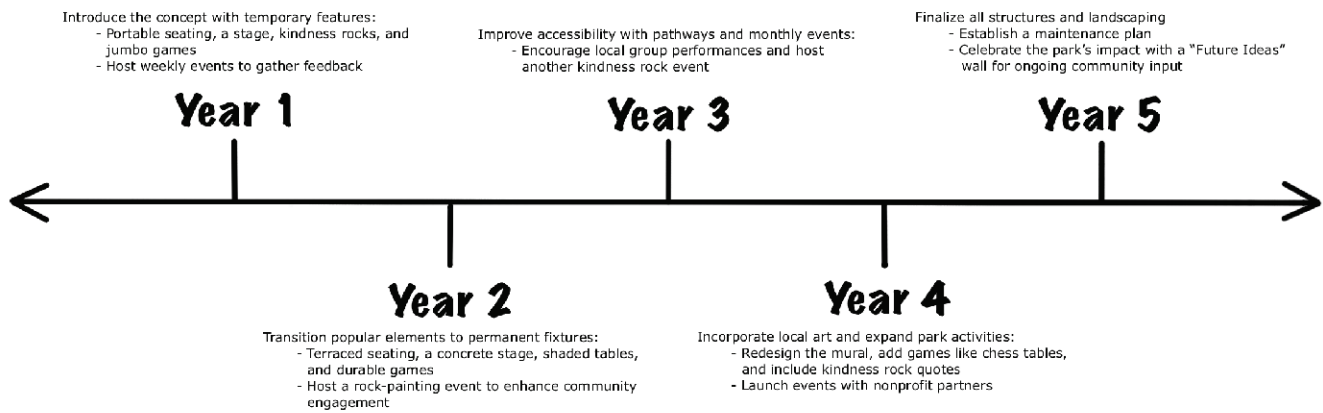 Introduce the concept with temporary features:
- Portable seating, a stage, kindness rocks, and
jumbo games
- Host weekly events to gather feedback
Year 1
Transition popular elements to permanent fixtures:
- Terraced seating, a concrete stage, shaded tables,
and durable games
- Host a rock-painting event to enhance community
engagement
Year 2
Improve accessibility with pathways and monthly events:
- Encourage local group performances and host
another kindness rock event
Year 3
Incorporate local art and expand park activities:
- Redesign the mural, add games like chess tables,
and include kindness rock quotes
- Launch events with nonprofit partners
Year 4
Finalize all structures and landscaping
- Establish a maintenance plan
- Celebrate the park's impact with a “Future Ideas”
wall for ongoing community input
Year 5